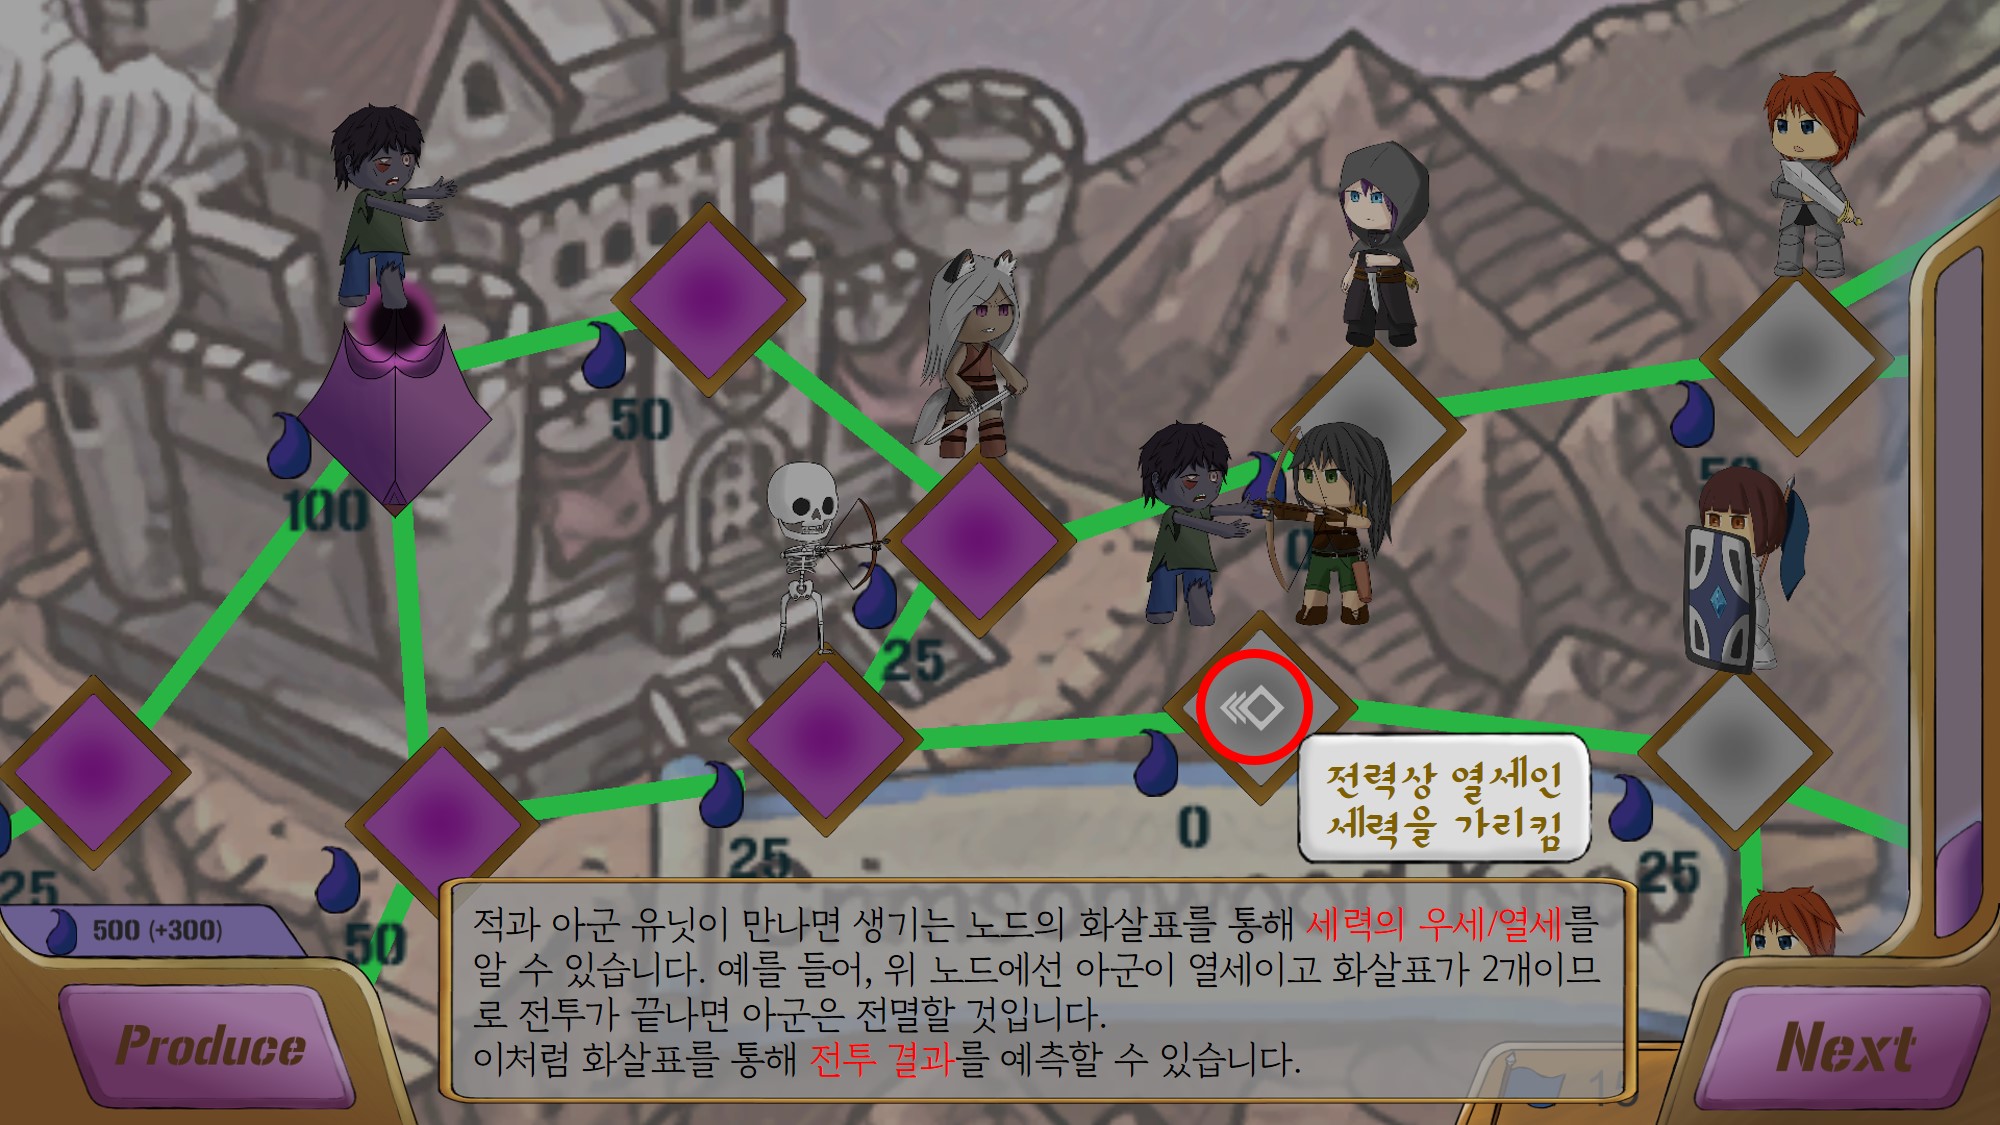 50
100
50
0
25
전력상 열세인
세력을 가리킴
0
25
25
25
500 (+300)
50
적과 아군 유닛이 만나면 생기는 노드의 화살표를 통해 세력의 우세/열세를
알 수 있습니다. 예를 들어, 위 노드에선 아군이 열세이고 화살표가 2개이므
로 전투가 끝나면 아군은 전멸할 것입니다.
이처럼 화살표를 통해 전투 결과를 예측할 수 있습니다.
Produce
Next